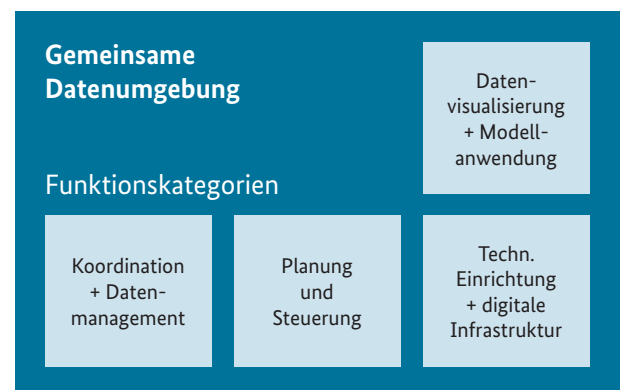 Gemeinsame
Datenumgebung
Daten-
visualisierung
+ Modell-
anwendung
Funktionskategorien
Koordination
+ Daten-
management
Planung
und
Steuerung
Techn.
Einrichtung
+ digitale
Infrastruktur